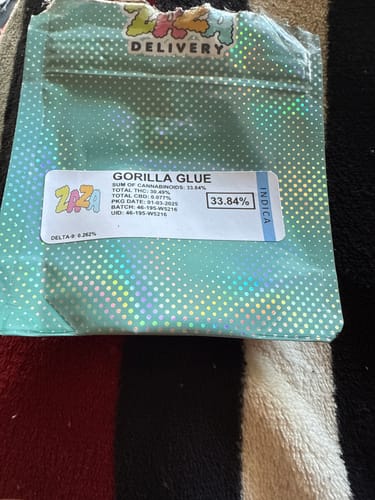 ZAZA
DELIVERY
GORILLA GLUE
SUM OF CANNABINOIDS: 33.84%
TOTAL THC: 30.49%
TOTAL CBD: 0.077%
PKG DATE: 01-03-2025
BATCH: 46-195-W5216
UID: 46-195-W5216
33.84%
INDICA
ZAZA
DELTA-9: 0.262%